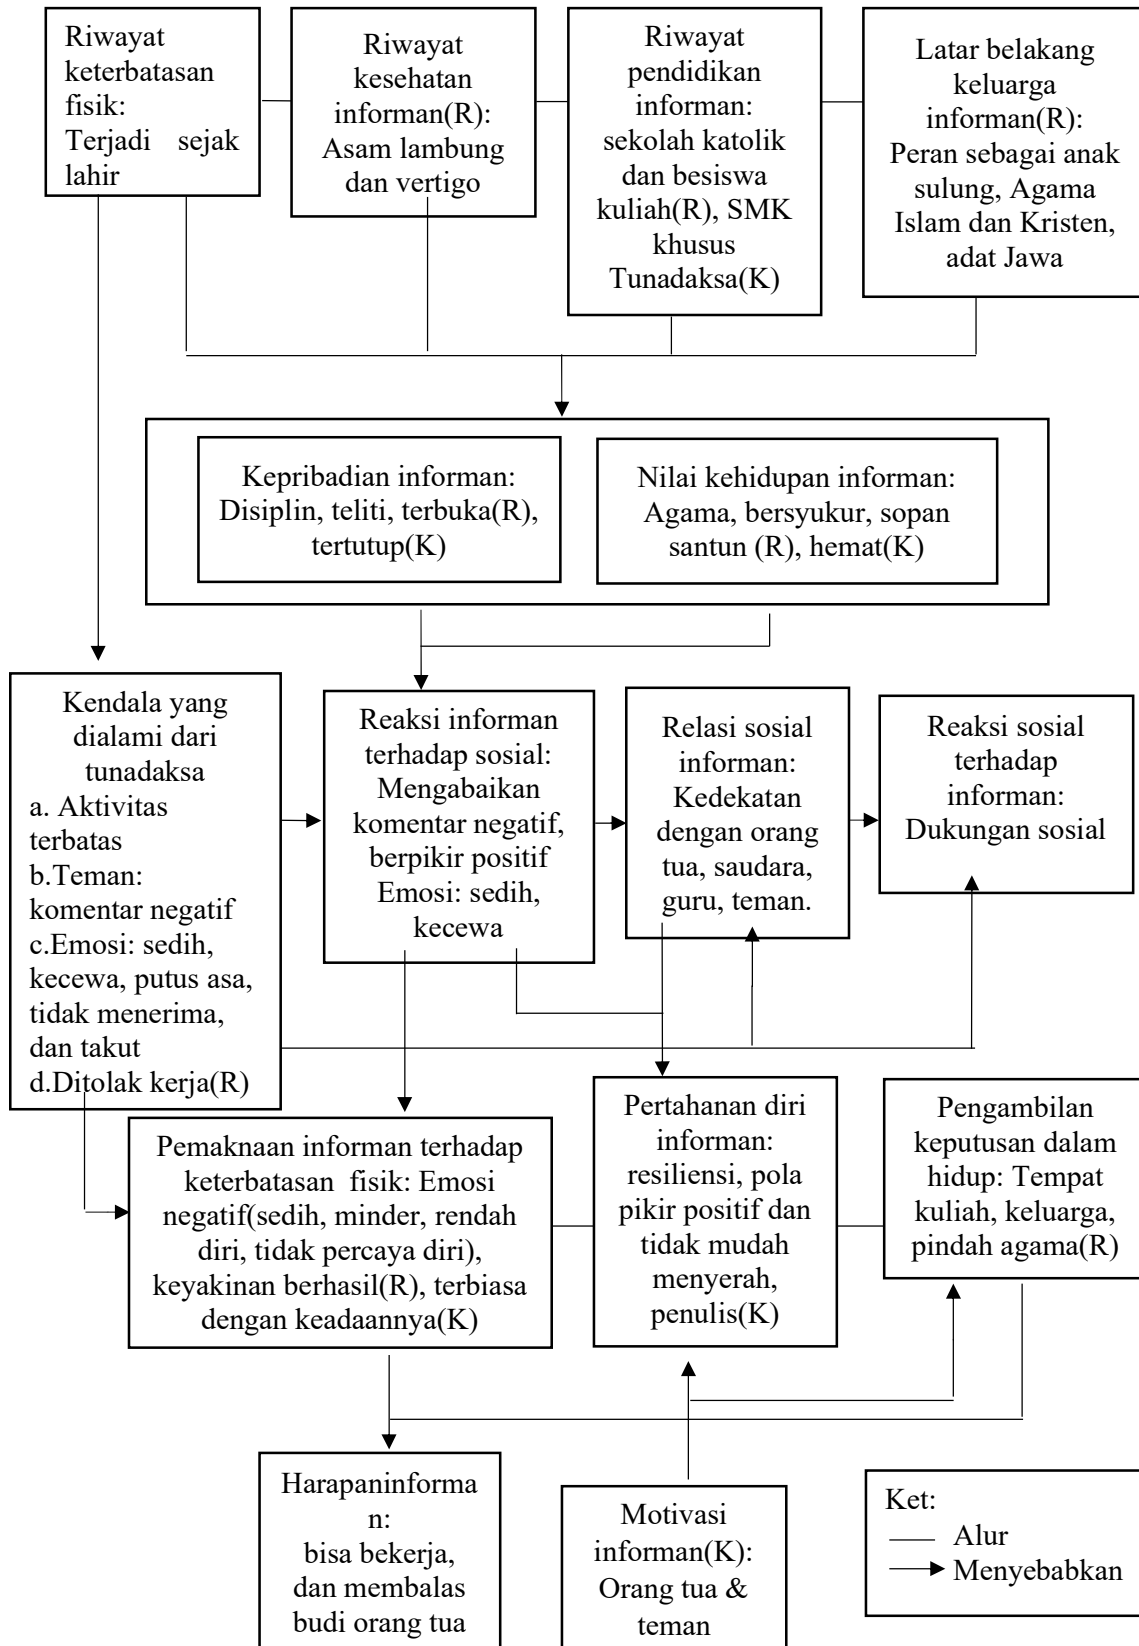 Riwayat
keterbatasan
fisik:
Terjadi sejak
lahir
Riwayat
kesehatan
informan(R):
Asam lambung
dan vertigo
Riwayat
pendidikan
informan:
sekolah katolik
dan besiswa
kuliah(R), SMK
khusus
Tunadaksa(K)
Latar belakang
keluarga
informan(R):
Peran sebagai anak
sulung, Agama
Islam dan Kristen,
adat Jawa
Kepribadian informan:
Disiplin, teliti, terbuka(R),
tertutup(K)
Nilai kehidupan informan:
Agama, bersyukur, sopan
santun (R), hemat(K)
Kendala yang
dialami dari
tunadaksa
a. Aktivitas
terbatas
b.Teman:
komentar negatif
c.Emosi: sedih,
kecewa, putus asa,
tidak menerima,
dan takut
d.Ditolak kerja(R)
Reaksi informan
terhadap sosial:
Mengabaikan
komentar negatif,
berpikir positif
Emosi: sedih,
kecewa
Relasi sosial
informan:
Kedekatan
dengan orang
tua, saudara,
guru, teman.
Reaksi sosial
terhadap
informan:
Dukungan sosial
Pemaknaan informan terhadap
keterbatasan fisik: Emosi
negatif(sedih, minder, rendah
diri, tidak percaya diri),
keyakinan berhasil(R), terbiasa
dengan keadaannya(K)
Pertahanan diri
informan:
resiliensi, pola
pikir positif dan
tidak mudah
menyerah,
penulis(K)
Pengambilan
keputusan dalam
hidup: Tempat
kuliah, keluarga,
pindah agama(R)
Harapaninforma
n:
bisa bekerja,
dan membalas
budi orang tua
Motivasi
informan(K):
Orang tua &
teman
Ket:
Alur
Menyebabkan